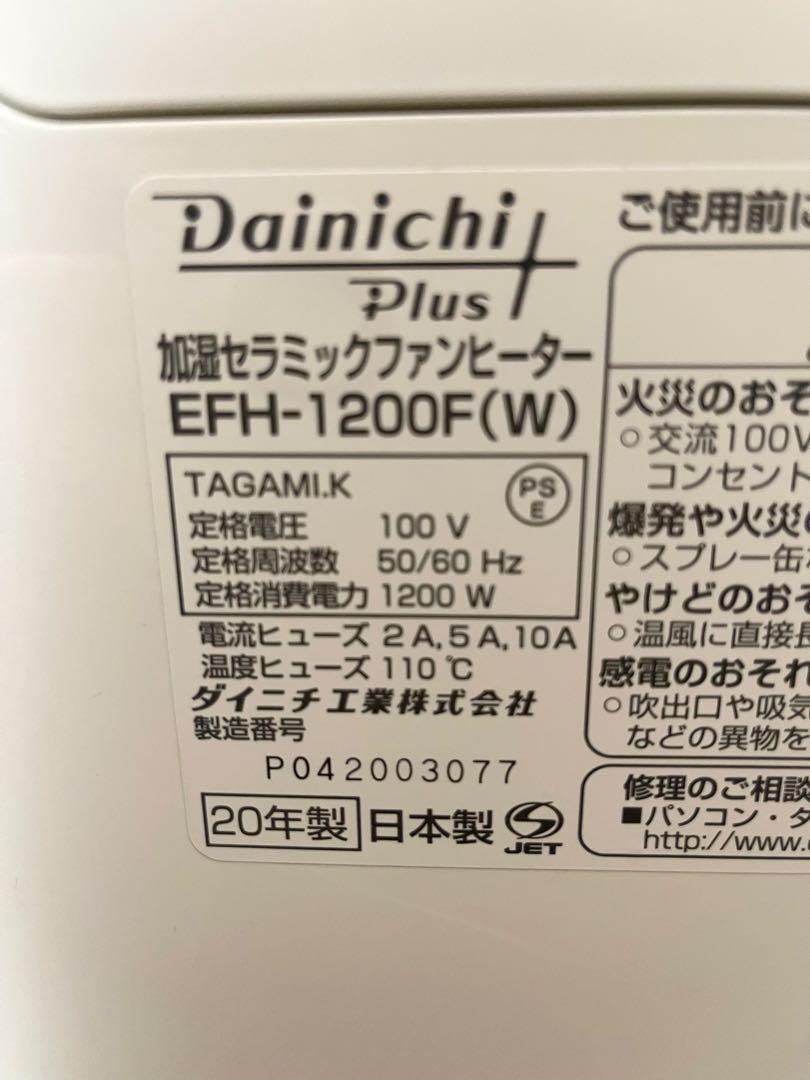 Dainichi
Plus
加湿セラミックファンヒーター
EFH-1200F(W)
TAGAMI.K
PS
E
定格電圧 100 V
定格周波数 50/60 Hz
定格消費電力 1200 W
電流ヒューズ 2 A, 5 A, 10A
温度ヒューズ 110 ℃
ダイニチ工業株式会社
製造番号
P042003077
20年製 日本製
JET
ご使用前に
火災のおそ
○交流100V
コンセント
爆発や火災の
○スプレー缶
やけどのおそ
○温風に直接長
感電のおそれ
○吹出口や吸気
などの異物を
修理のご相談
■パソコン・タ
http://www.